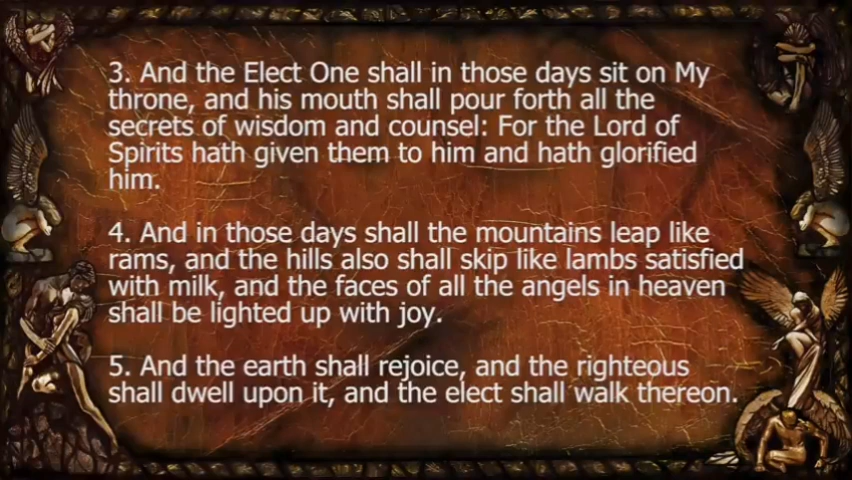 3. And the Elect One shall in those days sit on My
throne, and his mouth shall pour forth all the
secrets of wisdom and counsel: For the Lord of
Spirits hath given them to him and hath glorified
him.
4. And in those days shall the mountains leap like
rams, and the hills also shall skip like lambs satisfied
with milk, and the faces of all the angels in heaven
shall be lighted up with joy.
5. And the earth shall rejoice, and the righteous
shall dwell upon it, and the elect shall walk thereon.